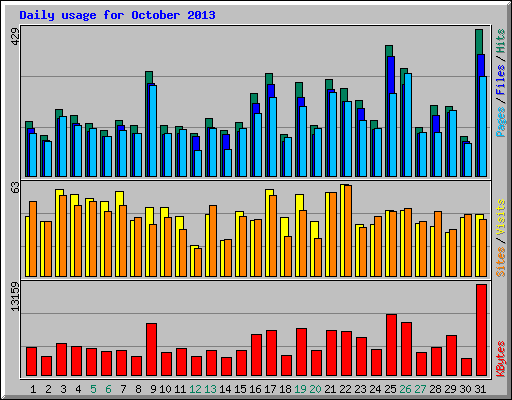 Daily usage for October 2013
429
63
13159
Pages / Files / Hits
Sites / Visits
KBytes
1 2 3 4 5 6 7 8 9 10 11 12 13 14 15 16 17 18 19 20 21 22 23 24 25 26 27 28 29 30 31